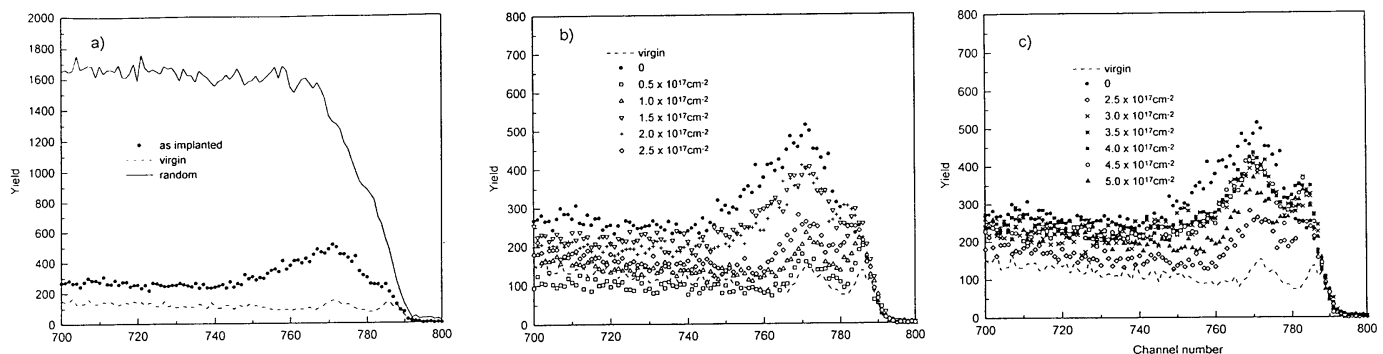 a)
Yield
2000
1800
1600
1400
1200
1000
800
600
400
200
0
as implanted
virgin
random
700 720 740 760 780 800
b)
Yield
800
700
600
500
400
300
200
100
0
virgin
0
0.5 x 10¹⁷cm⁻²
1.0 x 10¹⁷cm⁻²
1.5 x 10¹⁷cm⁻²
2.0 x 10¹⁷cm⁻²
2.5 x 10¹⁷cm⁻²
700 720 740 760 780 800
c)
Yield
800
700
600
500
400
300
200
100
0
virgin
0
2.5 x 10¹⁷cm⁻²
3.0 x 10¹⁷cm⁻²
3.5 x 10¹⁷cm⁻²
4.0 x 10¹⁷cm⁻²
4.5 x 10¹⁷cm⁻²
5.0 x 10¹⁷cm⁻²
700 720 740 760 780 800
Channel number